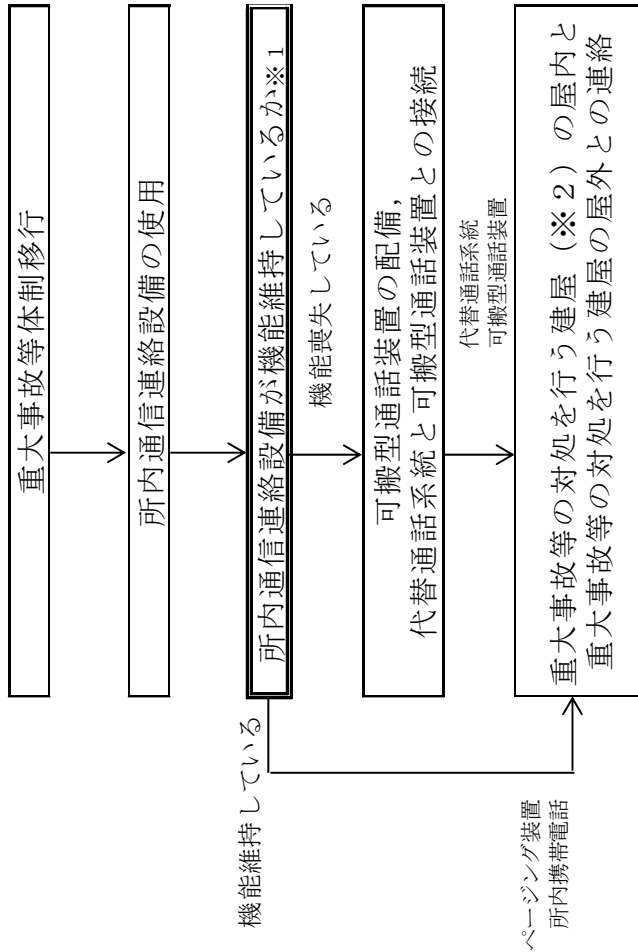 重大事故等体制移行
所内通信連絡設備の使用
所内通信連絡設備が機能維持しているか※1
機能維持している
機能喪失している
可搬型通話装置の配備,
代替通話系統と可搬型通話装置との接続
代替通話系統
可搬型通話装置
ページング装置
所内携帯電話
重大事故等の対処を行う建屋（※２）の屋内と
重大事故等の対処を行う建屋の屋外との連絡